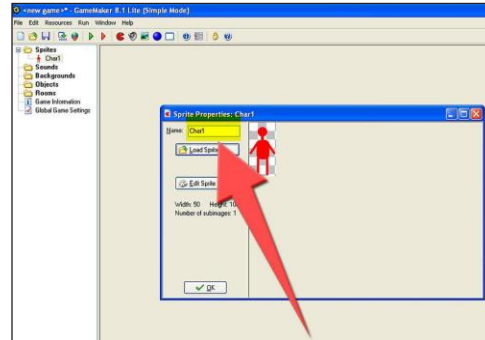 <new game>* - GameMaker 8.1 Lite (Simple Mode)
File Edit Resources Run Window Help
Sprites
Char1
Sounds
Backgrounds
Objects
Rooms
Game Information
Global Game Settings
Sprite Properties: Char1
Name: Char1
Load Sprite
Edit Sprite
Width: 50 Height: 10
Number of subimages: 1
OK